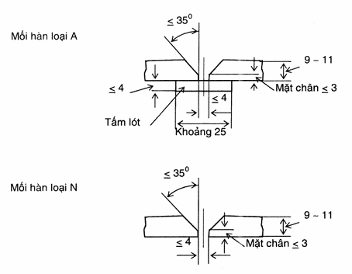 ≤ 35⁰
Mối hàn loại A
9 – 11
≤ 4
≤ 4
Mặt chân ≤ 3
Tấm lót
Khoảng 25
Mối hàn loại N
≤ 35⁰
9 – 11
≤ 4
Mặt chân ≤ 3